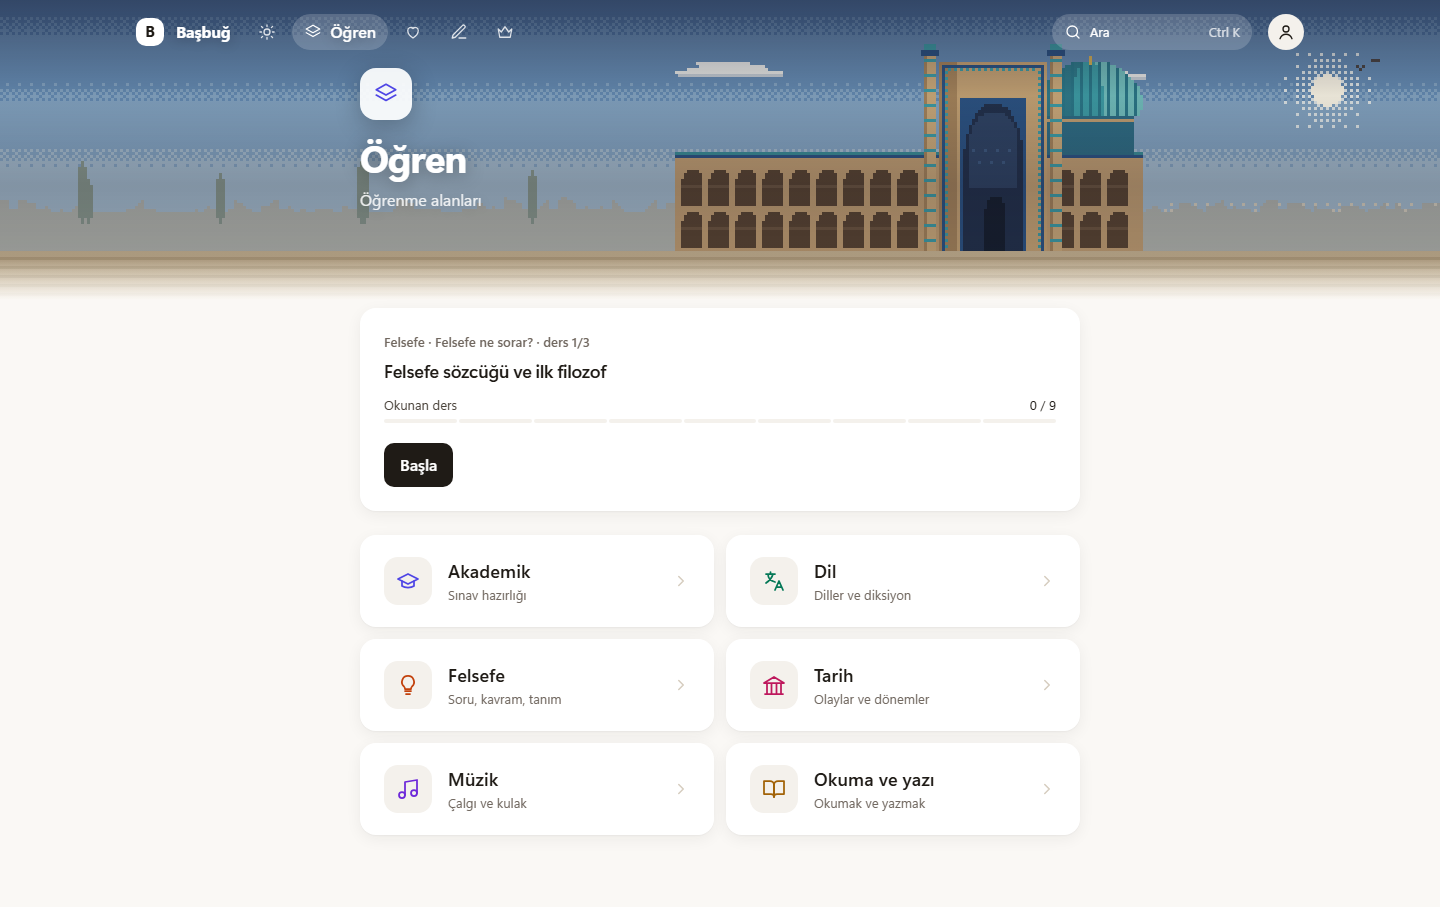 B Başbuğ Öğren Ara Ctrl K
Öğren
Öğrenme alanları
Felsefe · Felsefe ne sorar? · ders 1/3
Felsefe sözcüğü ve ilk filozof
Okunan ders 0 / 9
Başla
Akademik
Sınav hazırlığı
Dil
Diller ve diksiyon
Felsefe
Soru, kavram, tanım
Tarih
Olaylar ve dönemler
Müzik
Çalgı ve kulak
Okuma ve yazı
Okumak ve yazmak